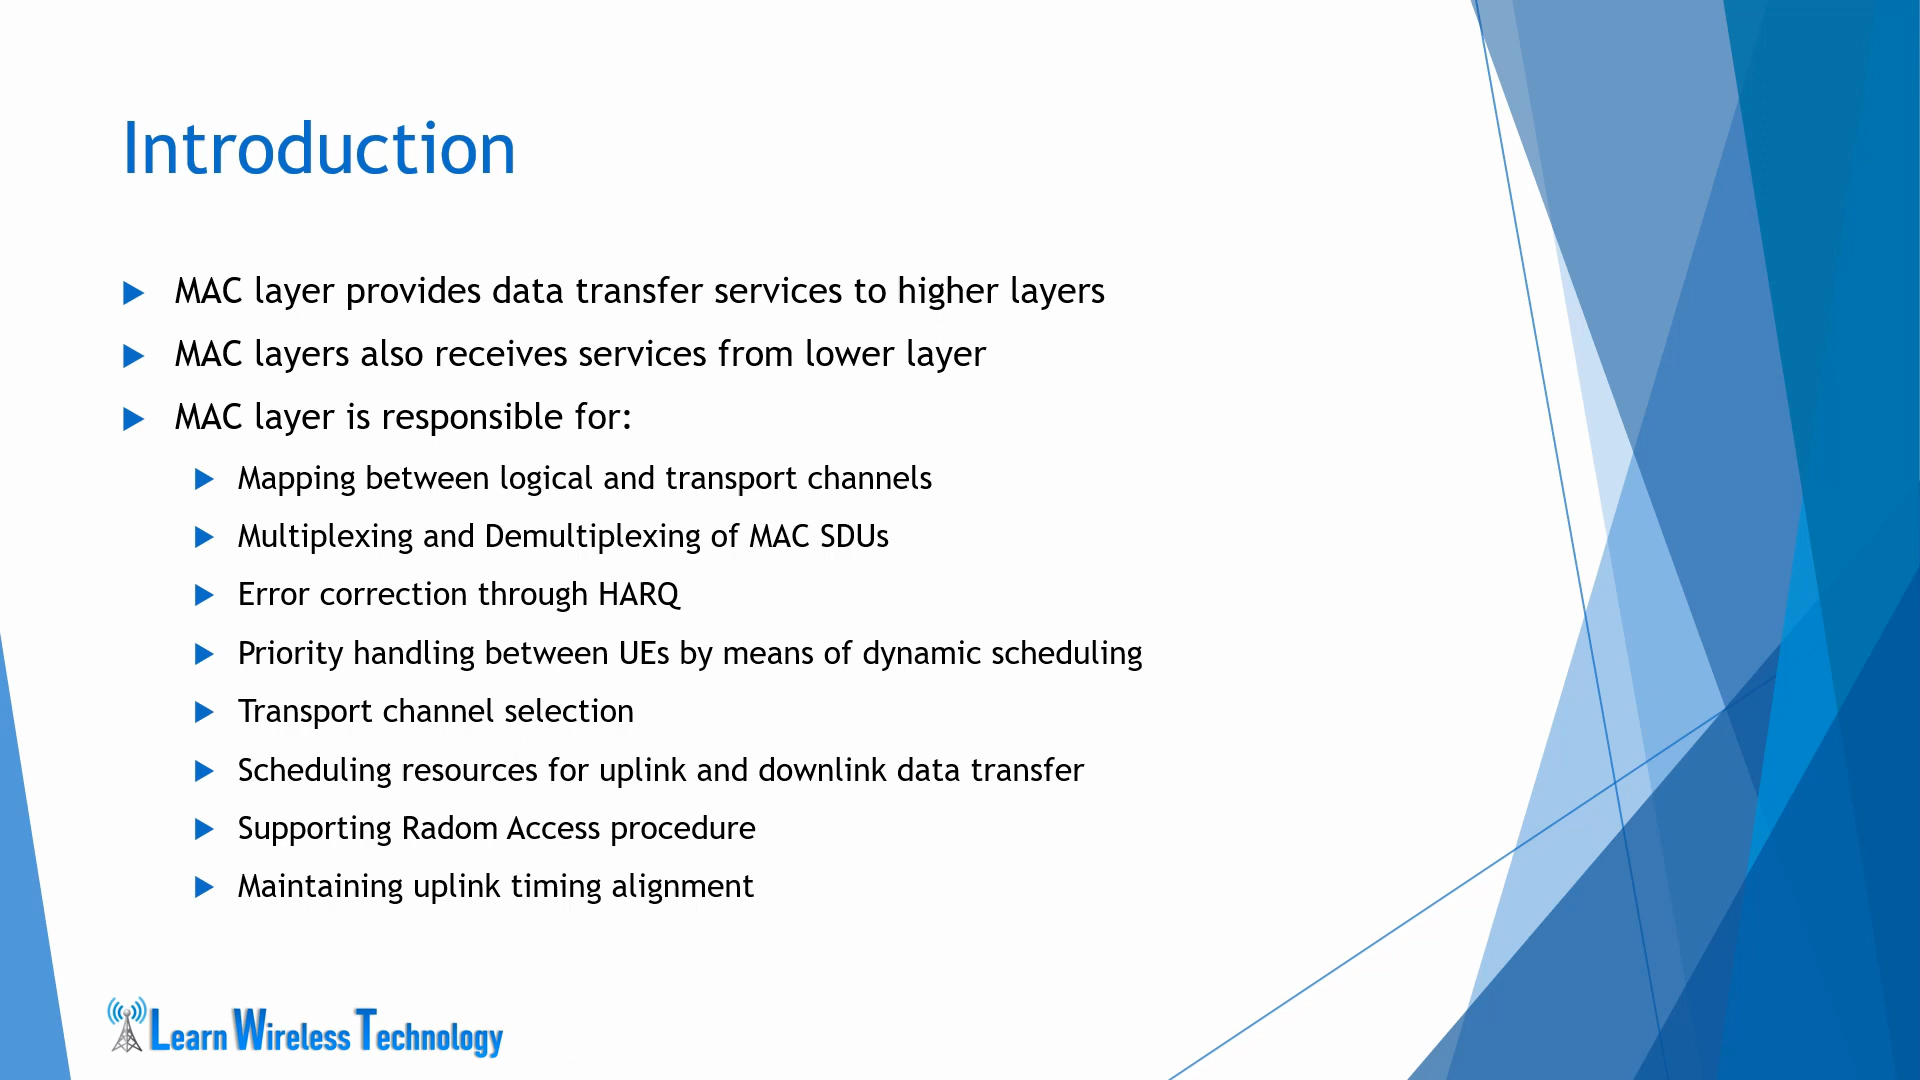 Introduction
MAC layer provides data transfer services to higher layers
MAC layers also receives services from lower layer
MAC layer is responsible for:
Mapping between logical and transport channels
Multiplexing and Demultiplexing of MAC SDUs
Error correction through HARQ
Priority handling between UEs by means of dynamic scheduling
Transport channel selection
Scheduling resources for uplink and downlink data transfer
Supporting Radom Access procedure
Maintaining uplink timing alignment
Learn Wireless Technology